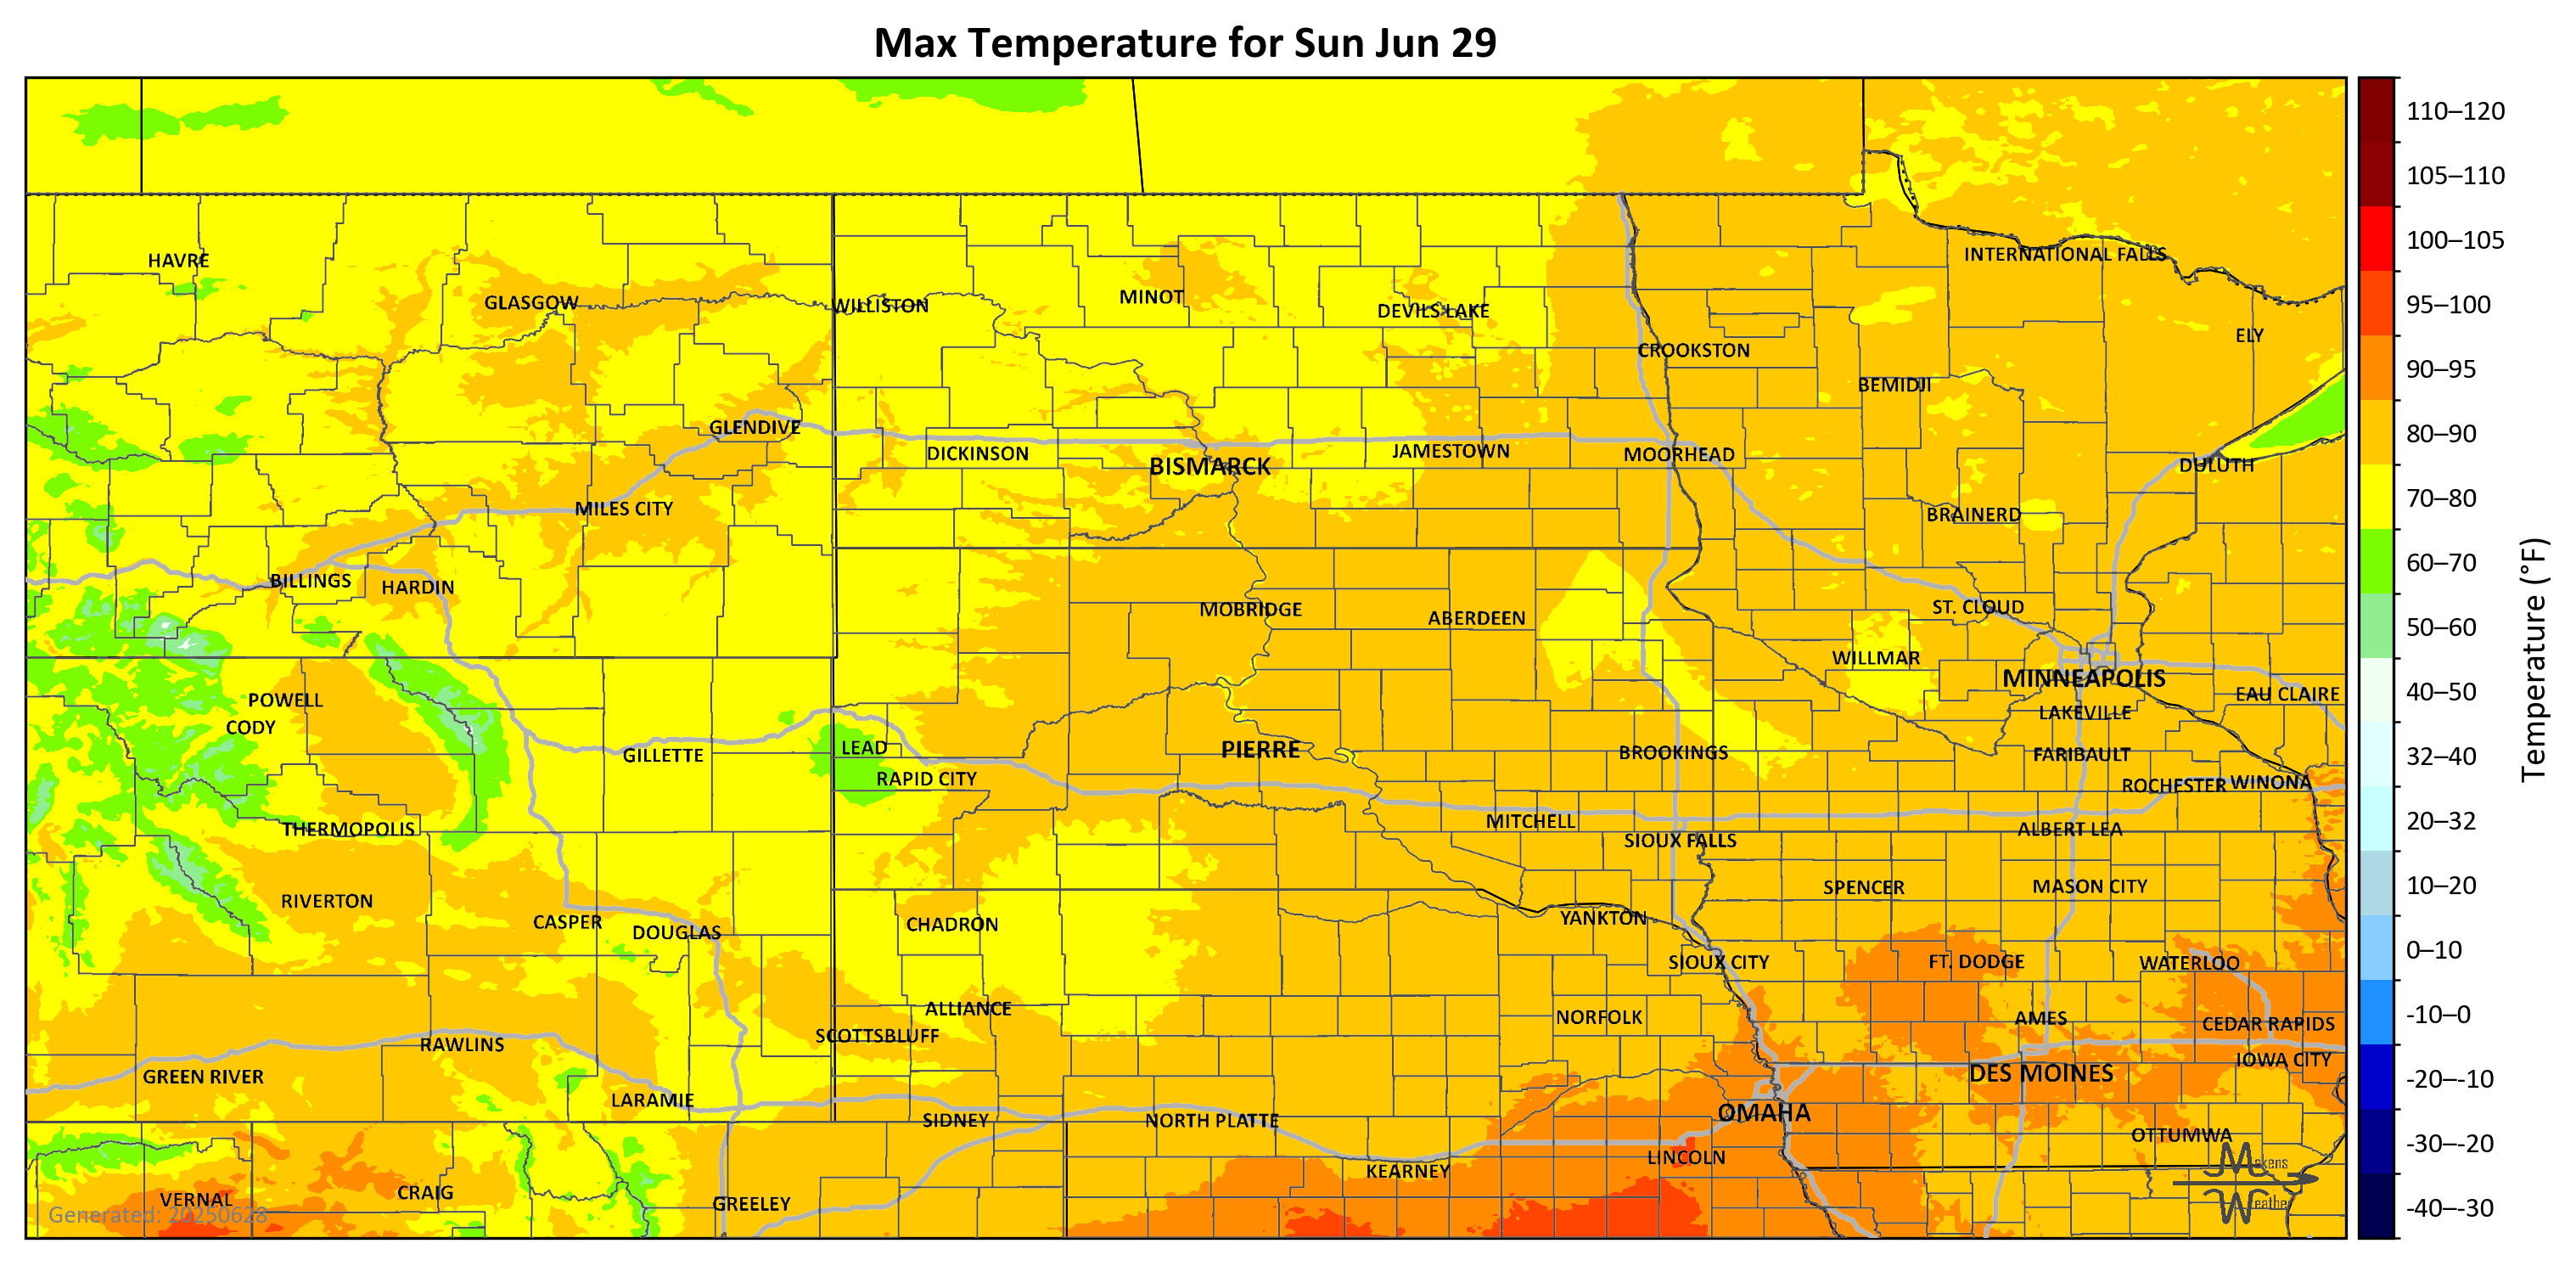 Max Temperature for Sun Jun 29
110–120
105–110
100–105
95–100
90–95
80–90
70–80
60–70
50–60
40–50
32–40
20–32
10–20
0–10
-10–0
-20–-10
-30–-20
-40–-30
Temperature (°F)
HAVRE
GLASGOW
WILLISTON
MINOT
DEVILS LAKE
INTERNATIONAL FALLS
CROOKSTON
ELY
BEMIDJI
GLENDIVE
DICKINSON
BISMARCK
JAMESTOWN
MOORHEAD
DULUTH
MILES CITY
BRAINERD
BILLINGS
HARDIN
MOBRIDGE
ABERDEEN
ST. CLOUD
WILLMAR
MINNEAPOLIS
EAU CLAIRE
POWELL
CODY
LAKEVILLE
GILLETTE
LEAD
PIERRE
BROOKINGS
FARIBAULT
RAPID CITY
ROCHESTER
WINONA
THERMOPOLIS
MITCHELL
SIOUX FALLS
ALBERT LEA
RIVERTON
SPENCER
MASON CITY
CASPER
DOUGLAS
CHADRON
YANKTON
SIOUX CITY
FT. DODGE
WATERLOO
ALLIANCE
NORFOLK
AMES
CEDAR RAPIDS
SCOTTSBLUFF
RAWLINS
IOWA CITY
GREEN RIVER
DES MOINES
LARAMIE
SIDNEY
NORTH PLATTE
OMAHA
OTTUMWA
LINCOLN
KEARNEY
VERNAL
CRAIG
GREELEY
Generated: 20250628
Makens
Weather